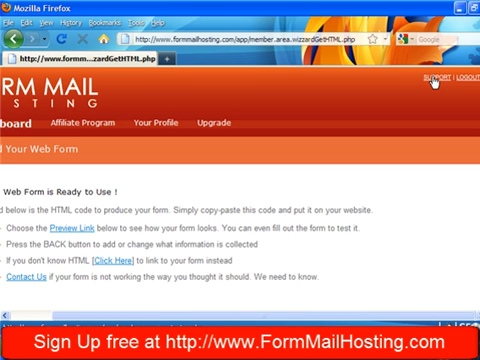 Mozilla Firefox
File Edit View History Bookmarks Tools Help
http://www.formmailhosting.com/app/member.area.wizzardGetHTML.php
Google
http://www.formm...zzardGetHTML.php
SUPPORT | LOGOUT
RM MAIL
STING
board Affiliate Program Your Profile Upgrade
d Your Web Form
Web Form is Ready to Use !
d below is the HTML code to produce your form. Simply copy-paste this code and put it on your website.
Choose the Preview Link below to see how your form looks. You can even fill out the form to test it.
Press the BACK button to add or change what information is collected
If you don't know HTML [Click Here] to link to your form instead
Contact Us if your form is not working the way you thought it should. We need to know.
Sign Up free at http://www.FormMailHosting.com